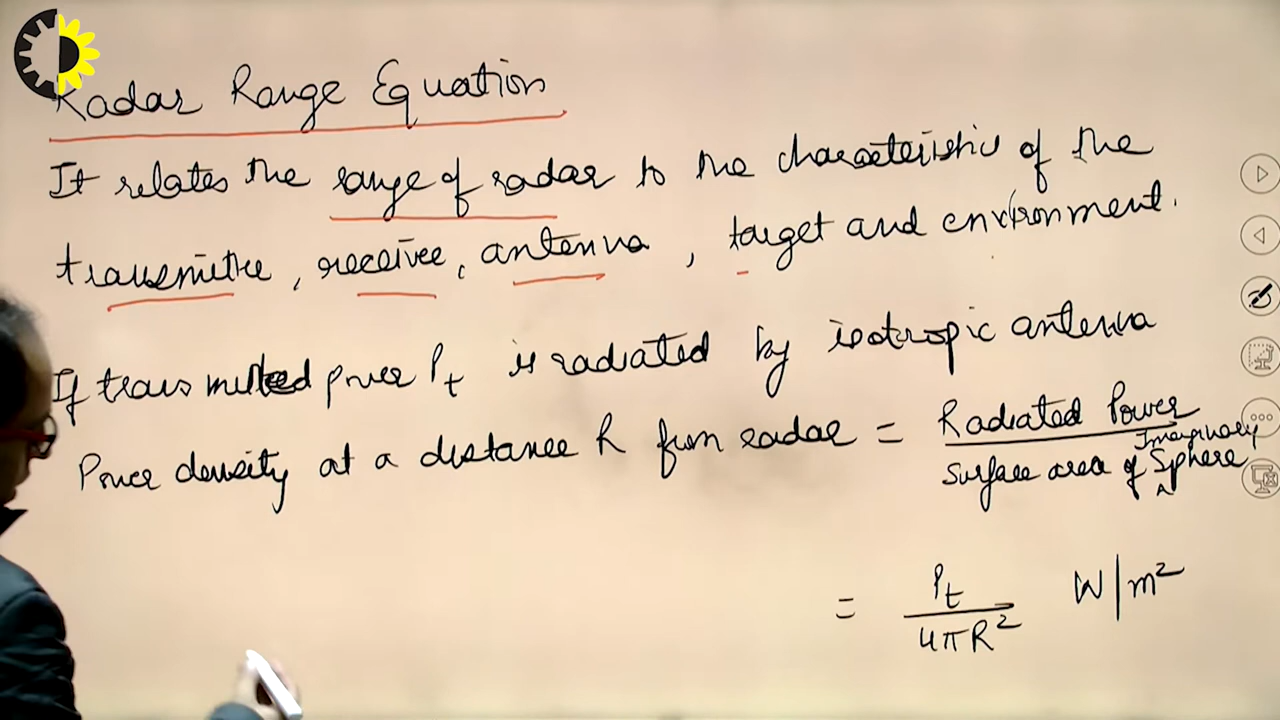 Radar Range Equation
It relates the range of radar to the characteristic of the
transmitter, receiver, antenna, target and environment.
If transmitted power Pt is radiated by isotropic antenna
Power density at a distance R from radar = Radiated Power
Surface area of Imaginary Sphere
= Pt W/m²
4πR²